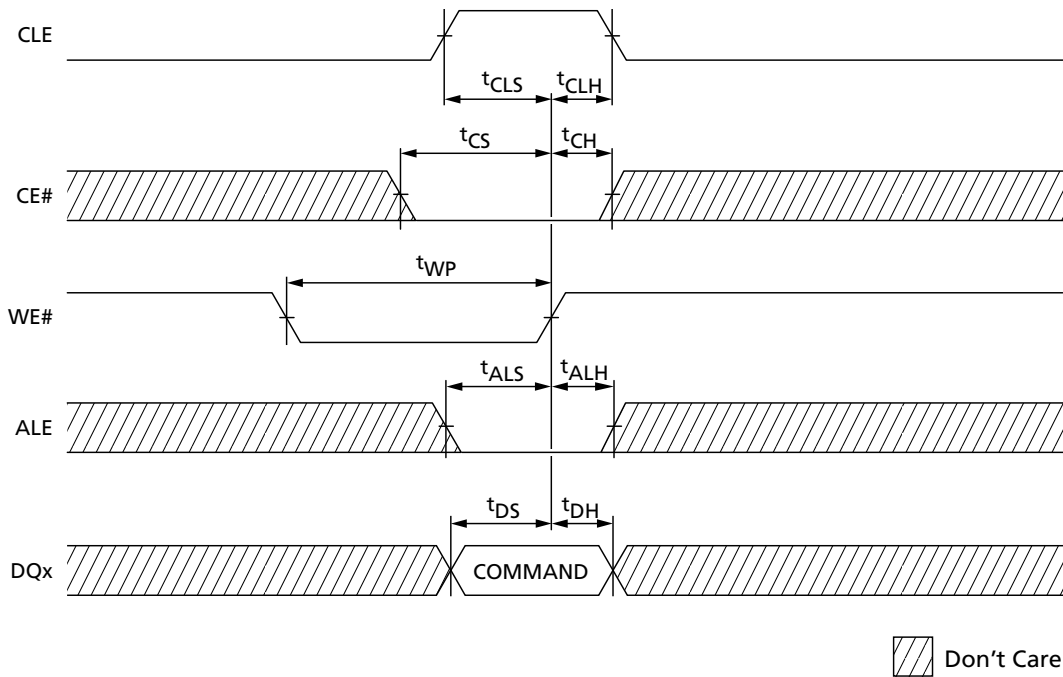 CLE
tCLS
tCLH
tCS
tCH
CE#
tWP
WE#
tALS
tALH
ALE
tDS
tDH
DQx
COMMAND
Don't Care